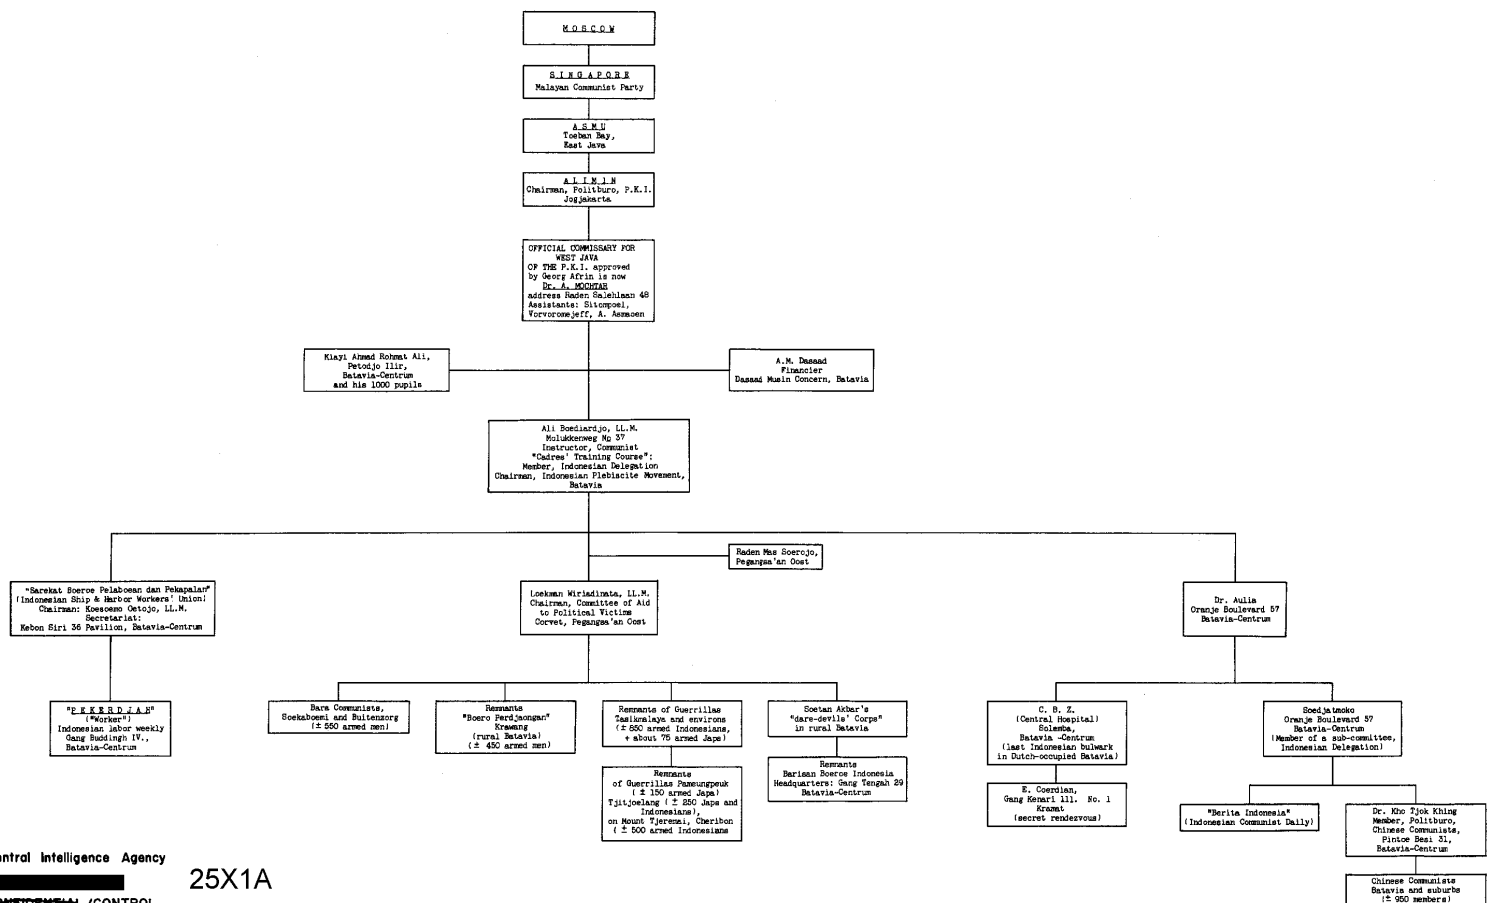 MOSCOW
SINGAPORE
Malayan Communist Party
ASMU
Toeban Bay,
East Java
ALIMIN
Chairman, Politburo, P.K.I.
Jogjakarta
OFFICIAL COMMISSARY FOR
WEST JAVA
OF THE P.K.I. approved
by Georg Afrin is now
Dr. A. MOCHTAR
address Raden Salehlaan 48
Assistants: Sitompoel,
Vorvoromejeff, A. Asmaoen
Kiayi Ahmad Rohmat Ali,
Petodjo Ilir,
Batavia-Centrum
and his 1000 pupils
A.M. Dasaad
Financier
Dasaad Musin Concern, Batavia
Ali Boediardjo, LL.M.
Molukkenweg No 37
Instructor, Communist
"Cadres' Training Course":
Member, Indonesian Delegation
Chairman, Indonesian Plebiscite Movement,
Batavia
Raden Mas Soerojo,
Pegangsa'an Oost
"Sarekat Boeroe Pelaboean dan Pekapalan"
(Indonesian Ship & Harbor Workers' Union)
Chairman: Koesoemo Oetojo, LL.M.
Secretariat:
Kebon Siri 36 Pavilion, Batavia-Centrum
Loekman Wiriadinata, LL.M.
Chairman, Committee of Aid
to Political Victims
Corvet, Pegangsa'an Oost
Dr. Aulia
Oranje Boulevard 57
Batavia-Centrum
"PEKERDJAH"
("Worker")
Indonesian labor weekly
Gang Buddingh IV.,
Batavia-Centrum
Bara Communists,
Soekaboemi and Buitenzorg
(± 550 armed men)
Remnants
"Boero Perdjaongan"
Krawang
(rural Batavia)
(± 450 armed men)
Remnants of Guerrillas
Tasikmalaya and environs
(± 850 armed Indonesians,
+ about 75 armed Japs)
Soetan Akbar's
"dare-devils' Corps"
in rural Batavia
C. B. Z.
(Central Hospital)
Solemba,
Batavia -Centrum
(last Indonesian bulwark
in Dutch-occupied Batavia)
Soedjatmoko
Oranje Boulevard 57
Batavia-Centrum
(Member of a sub-committee,
Indonesian Delegation)
Remnants
of Guerrillas Pameungpeuk
(± 150 armed Japs)
Tjitjoelang (± 250 Japs and
Indonesians),
on Mount Tjeremai, Cheribon
(± 500 armed Indonesians
Remnants
Barisan Boeroe Indonesia
Headquarters: Gang Tengah 29
Batavia-Centrum
E. Coerdian,
Gang Kenari 111. No. 1
Kramat
(secret rendezvous)
"Berita Indonesia"
(Indonesian Communist Daily)
Dr. Kho Tjok Khing
Member, Politburo,
Chinese Communists,
Pintoe Besi 31,
Batavia-Centrum
Chinese Communists
Batavia and suburbs
(± 950 members)
entral Intelligence Agency
25X1A
/CONTROL